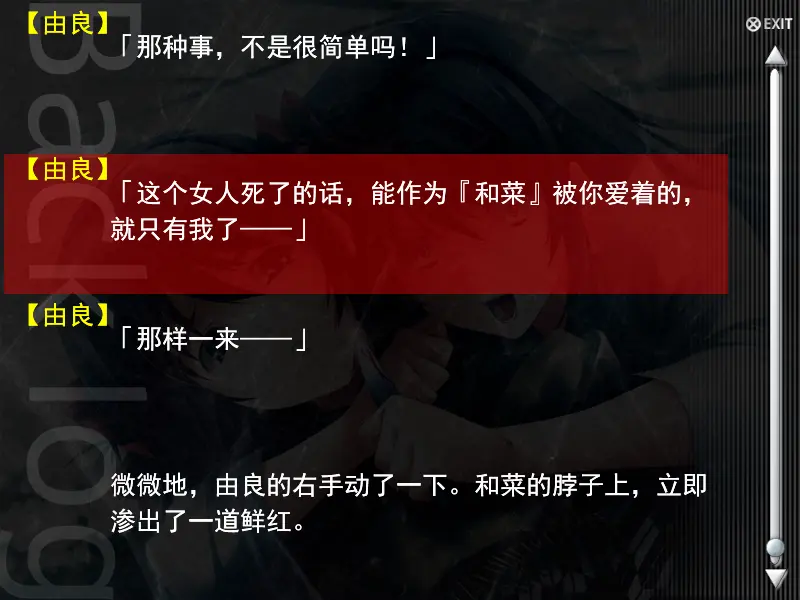 Back log
EXIT
【由良】
「那种事，不是很简单吗！」
【由良】
「这个女人死了的话，能作为『和菜』被你爱着的，
就只有我了——」
【由良】
「那样一来——」
微微地，由良的右手动了一下。和菜的脖子上，立即
渗出了一道鲜红。